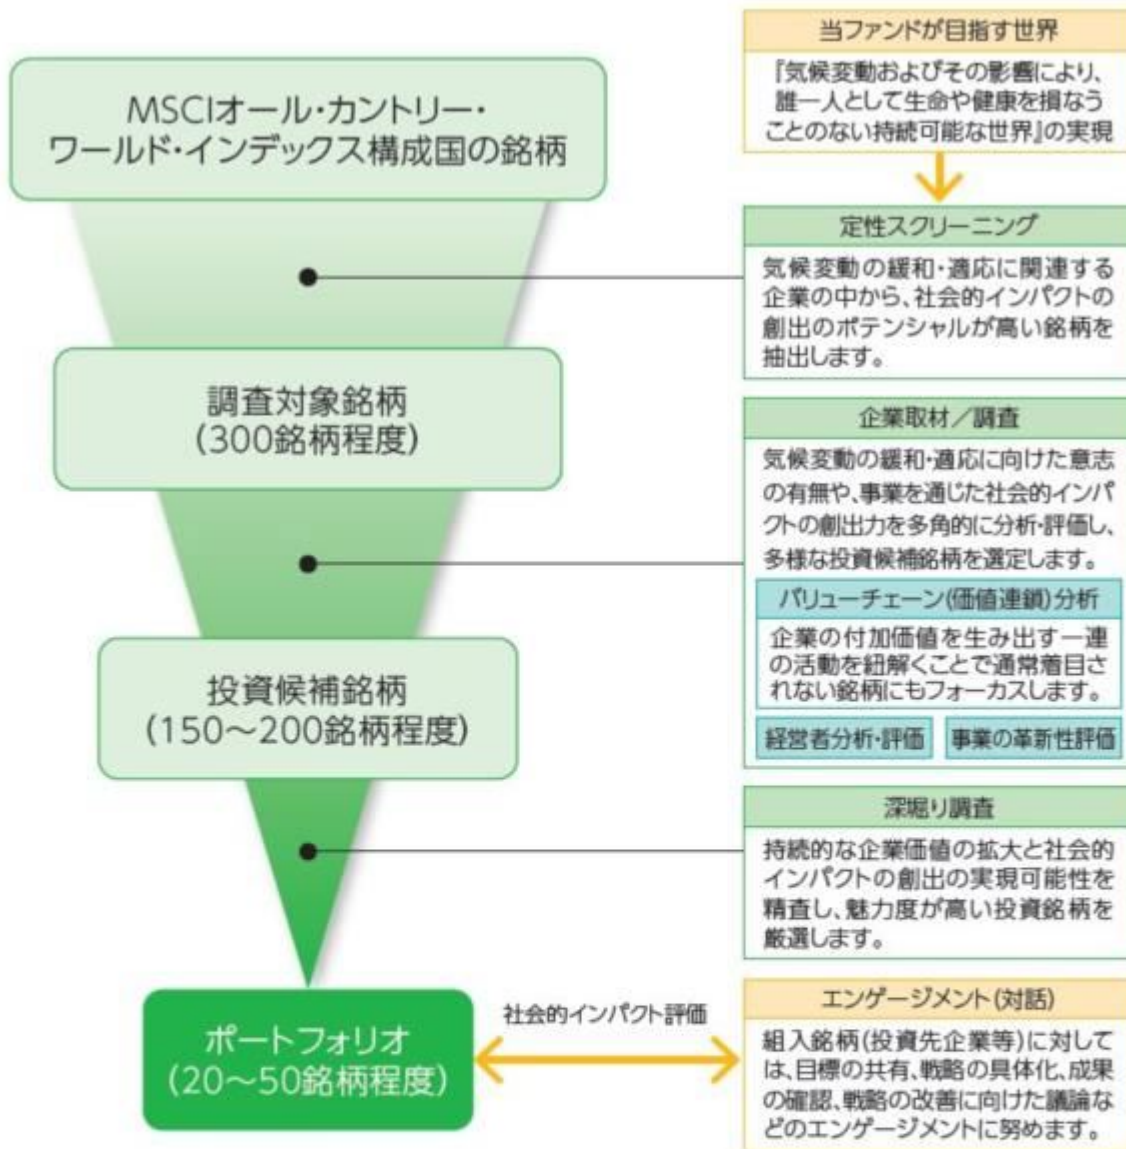 MSCIオール・カントリー・
ワールド・インデックス構成国の銘柄
調査対象銘柄
(300銘柄程度)
投資候補銘柄
(150～200銘柄程度)
ポートフォリオ
(20～50銘柄程度)
社会的インパクト評価
当ファンドが目指す世界
『気候変動およびその影響により、
誰一人として生命や健康を損なう
ことのない持続可能な世界』の実現
定性スクリーニング
気候変動の緩和・適応に関連する
企業の中から、社会的インパクトの
創出のポテンシャルが高い銘柄を
抽出します。
企業取材／調査
気候変動の緩和・適応に向けた意志
の有無や、事業を通じた社会的インパ
クトの創出力を多角的に分析・評価し、
多様な投資候補銘柄を選定します。
バリューチェーン(価値連鎖)分析
企業の付加価値を生み出す一連
の活動を紐解くことで通常着目さ
れない銘柄にもフォーカスします。
経営者分析・評価
事業の革新性評価
深堀り調査
持続的な企業価値の拡大と社会的
インパクトの創出の実現可能性を
精査し、魅力度が高い投資銘柄を
厳選します。
エンゲージメント(対話)
組入銘柄(投資先企業等)に対して
は、目標の共有、戦略の具体化、成果
の確認、戦略の改善に向けた議論な
どのエンゲージメントに努めます。